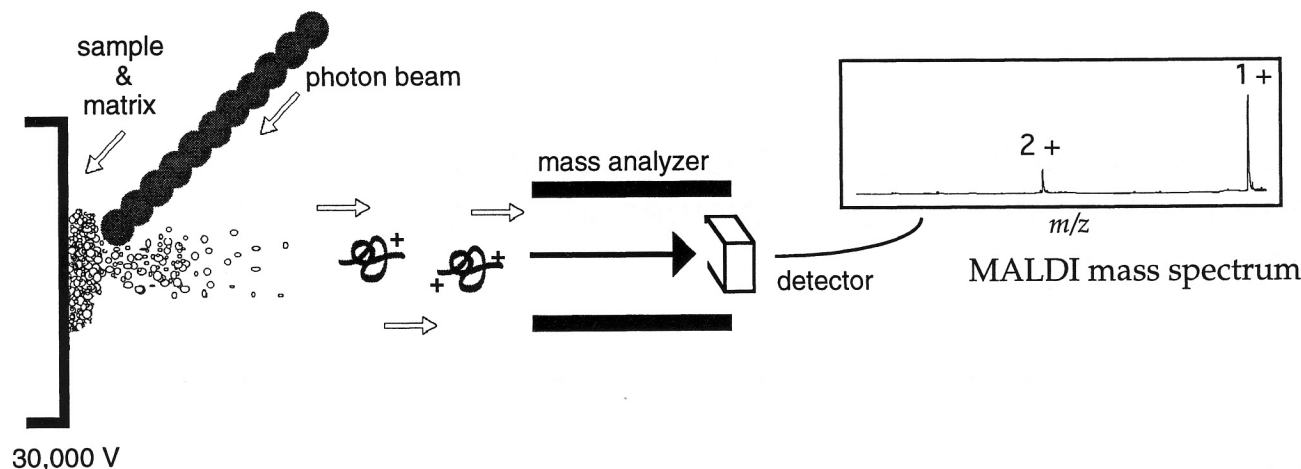 sample
&
matrix
photon beam
30,000 V
+
+
+
mass analyzer
detector
1 +
2 +
m/z
MALDI mass spectrum